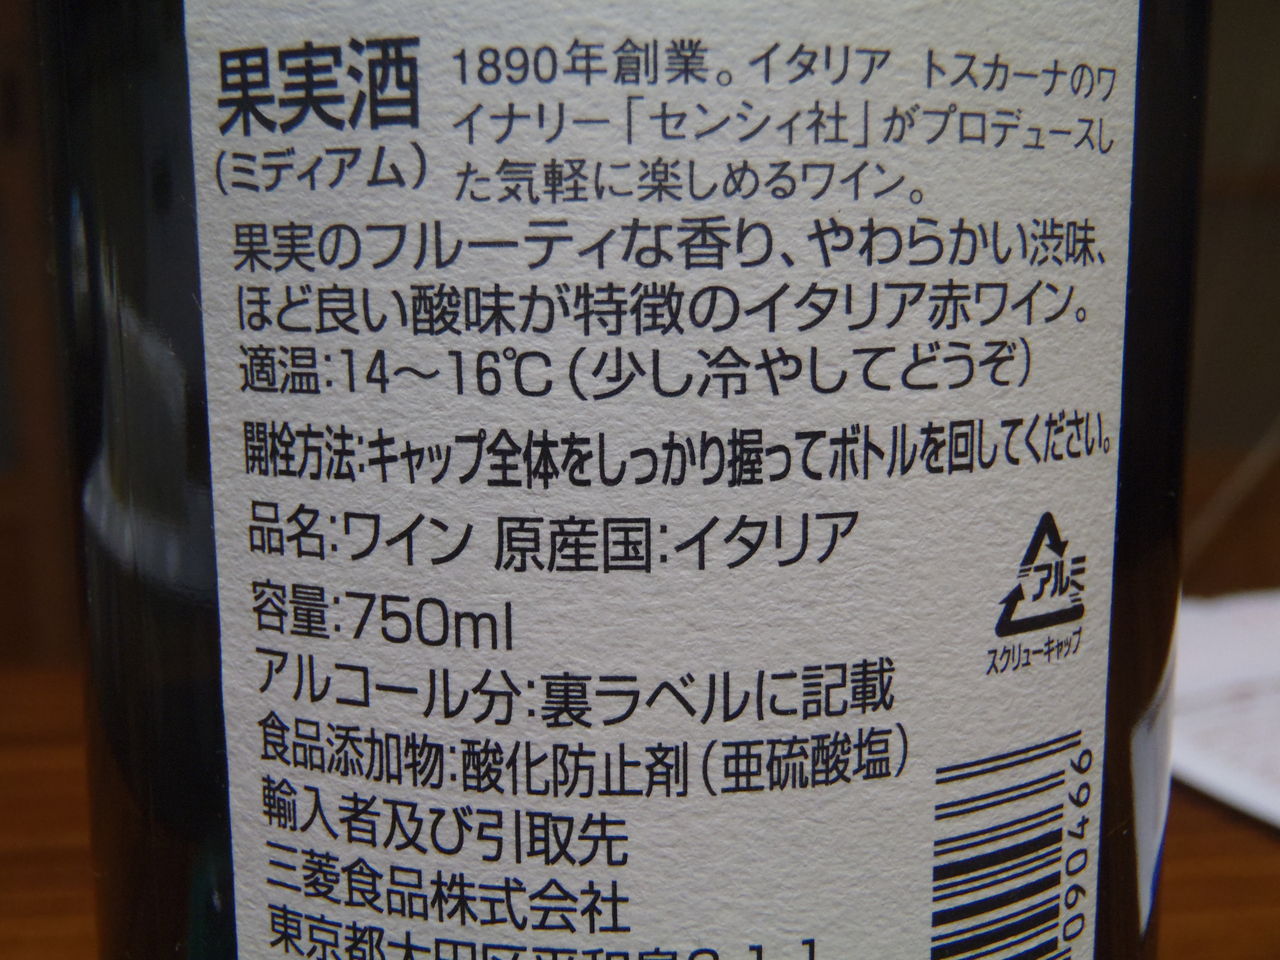 果実酒
(ミディアム)
1890年創業。イタリア トスカーナのワ
イナリー「センシィ社」がプロデュースし
た気軽に楽しめるワイン。
果実のフルーティな香り、やわらかい渋味、
ほど良い酸味が特徴のイタリア赤ワイン。
適温:14〜16℃(少し冷やしてどうぞ)
開栓方法:キャップ全体をしっかり握ってボトルを回してください。
品名:ワイン 原産国:イタリア
容量:750ml
アルコール分:裏ラベルに記載
食品添加物:酸化防止剤(亜硫酸塩)
輸入者及び引取先
三菱食品株式会社
東京都大田区平和島
アルミ
スクリューキャップ
994060